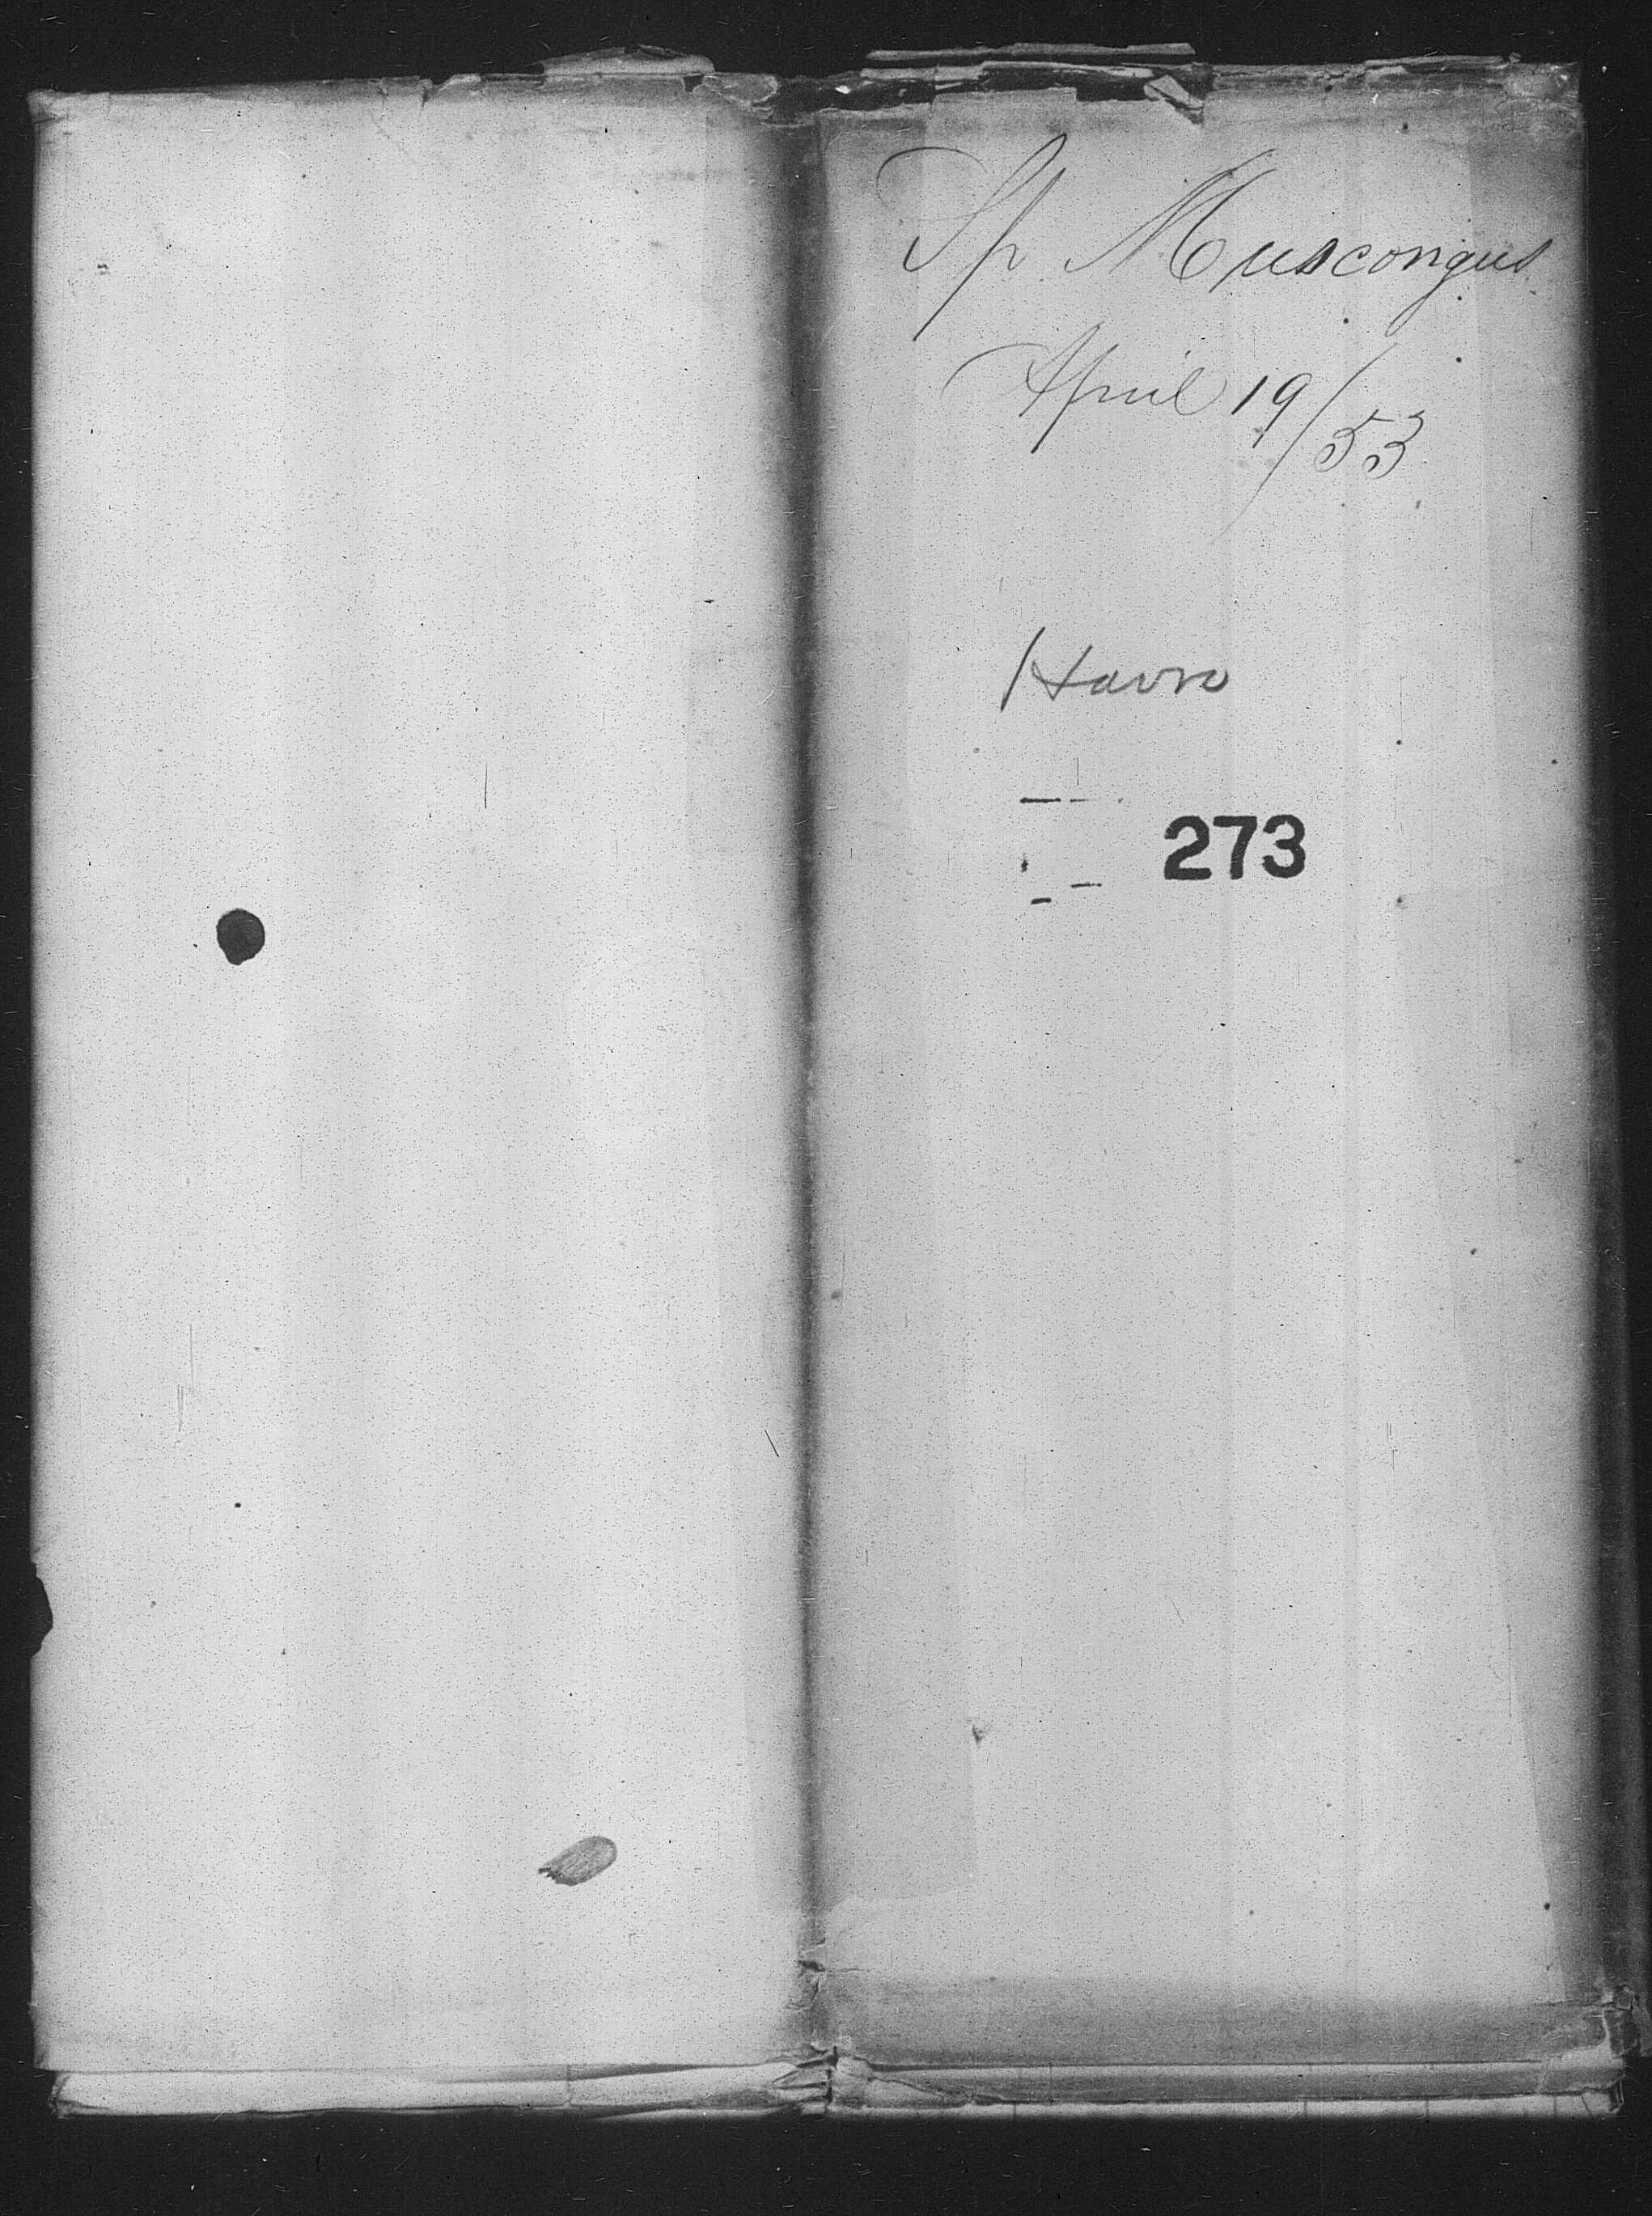 Sp Muscongus
April 19/53
Havre
273